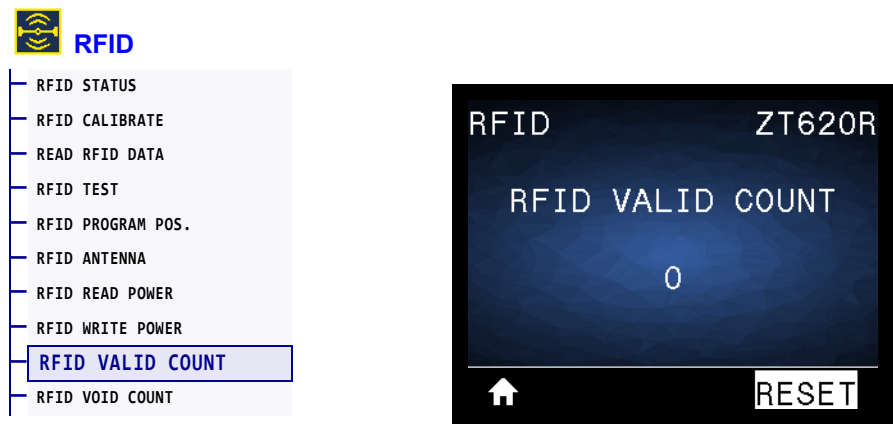 RFID
RFID STATUS
RFID CALIBRATE
READ RFID DATA
RFID TEST
RFID PROGRAM POS.
RFID ANTENNA
RFID READ POWER
RFID WRITE POWER
RFID VALID COUNT
RFID VOID COUNT
RFID ZT620R
RFID VALID COUNT
0
RESET